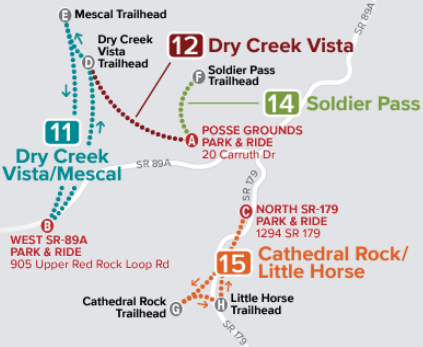 E Mescal Trailhead
SR 89A
Dry Creek
Vista
Trailhead
D
12 Dry Creek Vista
F Soldier Pass
Trailhead
14 Soldier Pass
11
Dry Creek
Vista/Mescal
A POSSE GROUNDS
PARK & RIDE
20 Carruth Dr
SR 89A
SR 179
B
WEST SR-89A
PARK & RIDE
905 Upper Red Rock Loop Rd
C NORTH SR-179
PARK & RIDE
1294 SR 179
15 Cathedral Rock/
Little Horse
Cathedral Rock
Trailhead
G
H
Little Horse
Trailhead
SR 179